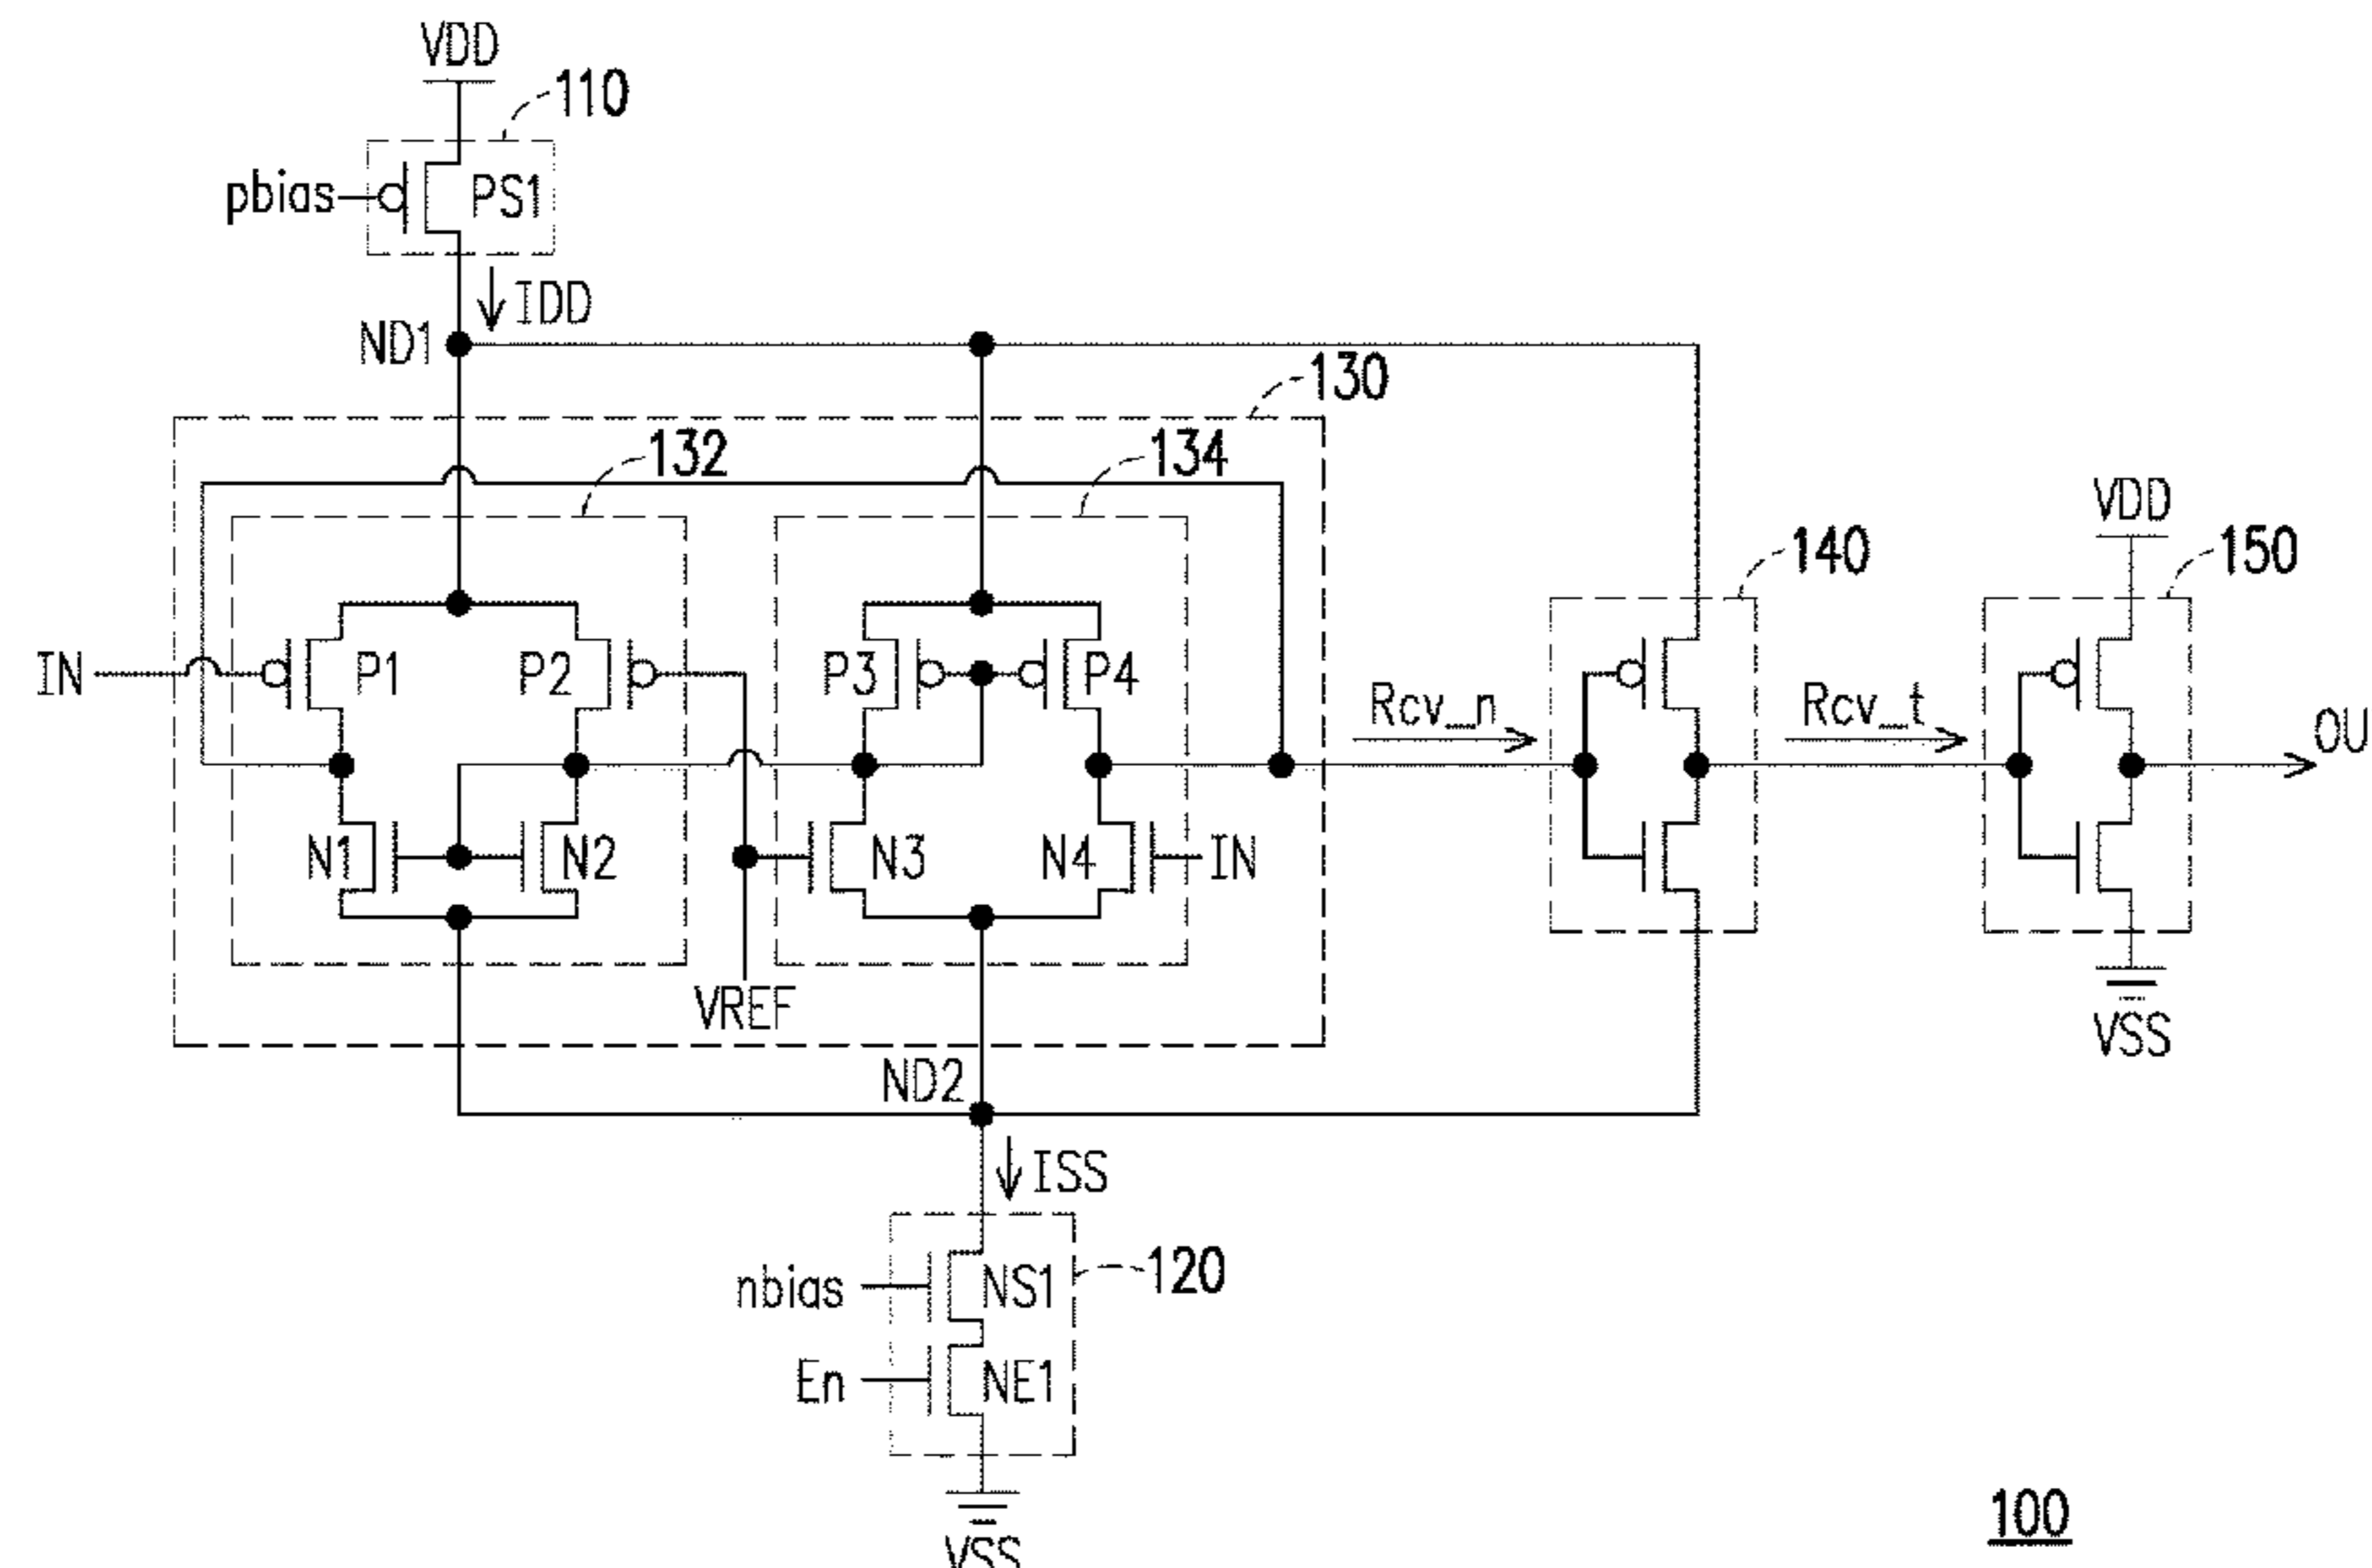 VDD
110
pbias
PS1
IDD
ND1
130
132
134
VDD
140
150
IN
P1
P2
P3
P4
Rcv_n
Rcv_t
OU
N1
N2
N3
N4
IN
VREF
VSS
ND2
ISS
nbias
NS1
120
En
NE1
VSS
100